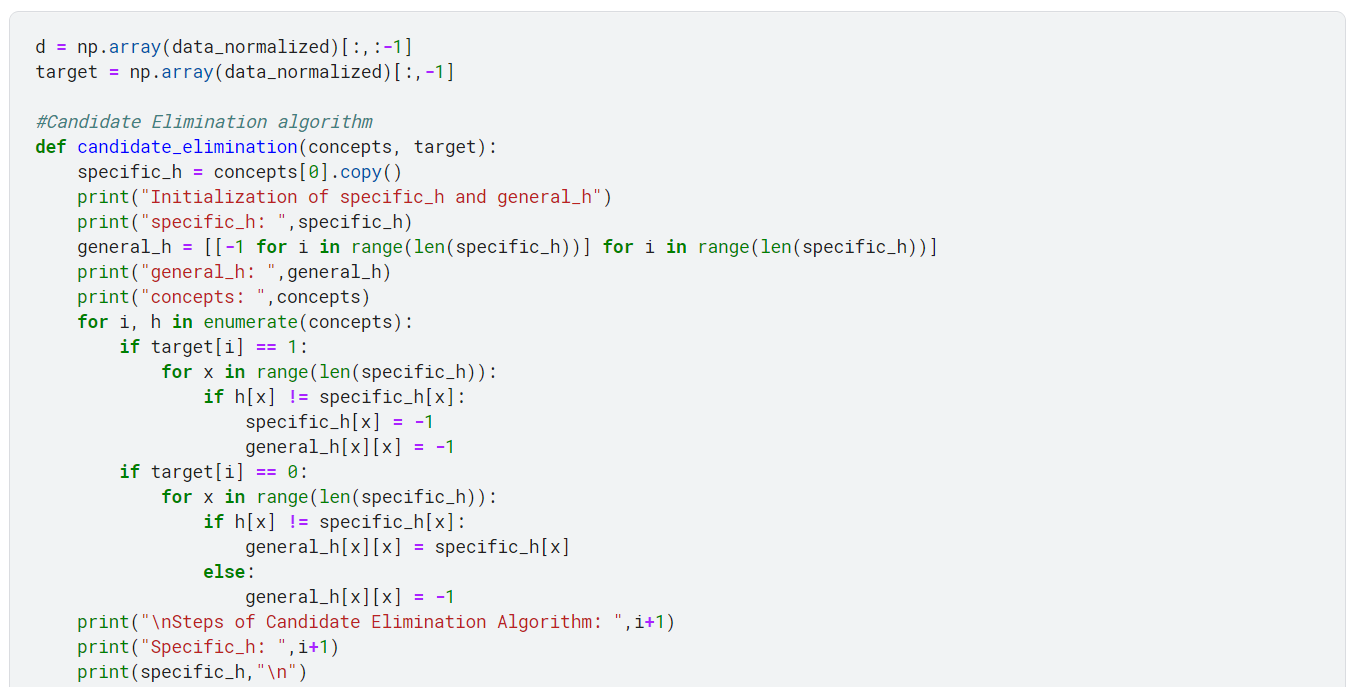 d = np.array(data_normalized)[:,:-1]
target = np.array(data_normalized)[:,-1]

#Candidate Elimination algorithm
def candidate_elimination(concepts, target):
    specific_h = concepts[0].copy()
    print("Initialization of specific_h and general_h")
    print("specific_h: ",specific_h)
    general_h = [[-1 for i in range(len(specific_h))] for i in range(len(specific_h))]
    print("general_h: ",general_h)
    print("concepts: ",concepts)
    for i, h in enumerate(concepts):
        if target[i] == 1:
            for x in range(len(specific_h)):
                if h[x] != specific_h[x]:
                    specific_h[x] = -1
                    general_h[x][x] = -1
        if target[i] == 0:
            for x in range(len(specific_h)):
                if h[x] != specific_h[x]:
                    general_h[x][x] = specific_h[x]
                else:
                    general_h[x][x] = -1
    print("\nSteps of Candidate Elimination Algorithm: ",i+1)
    print("Specific_h: ",i+1)
    print(specific_h,"\n")